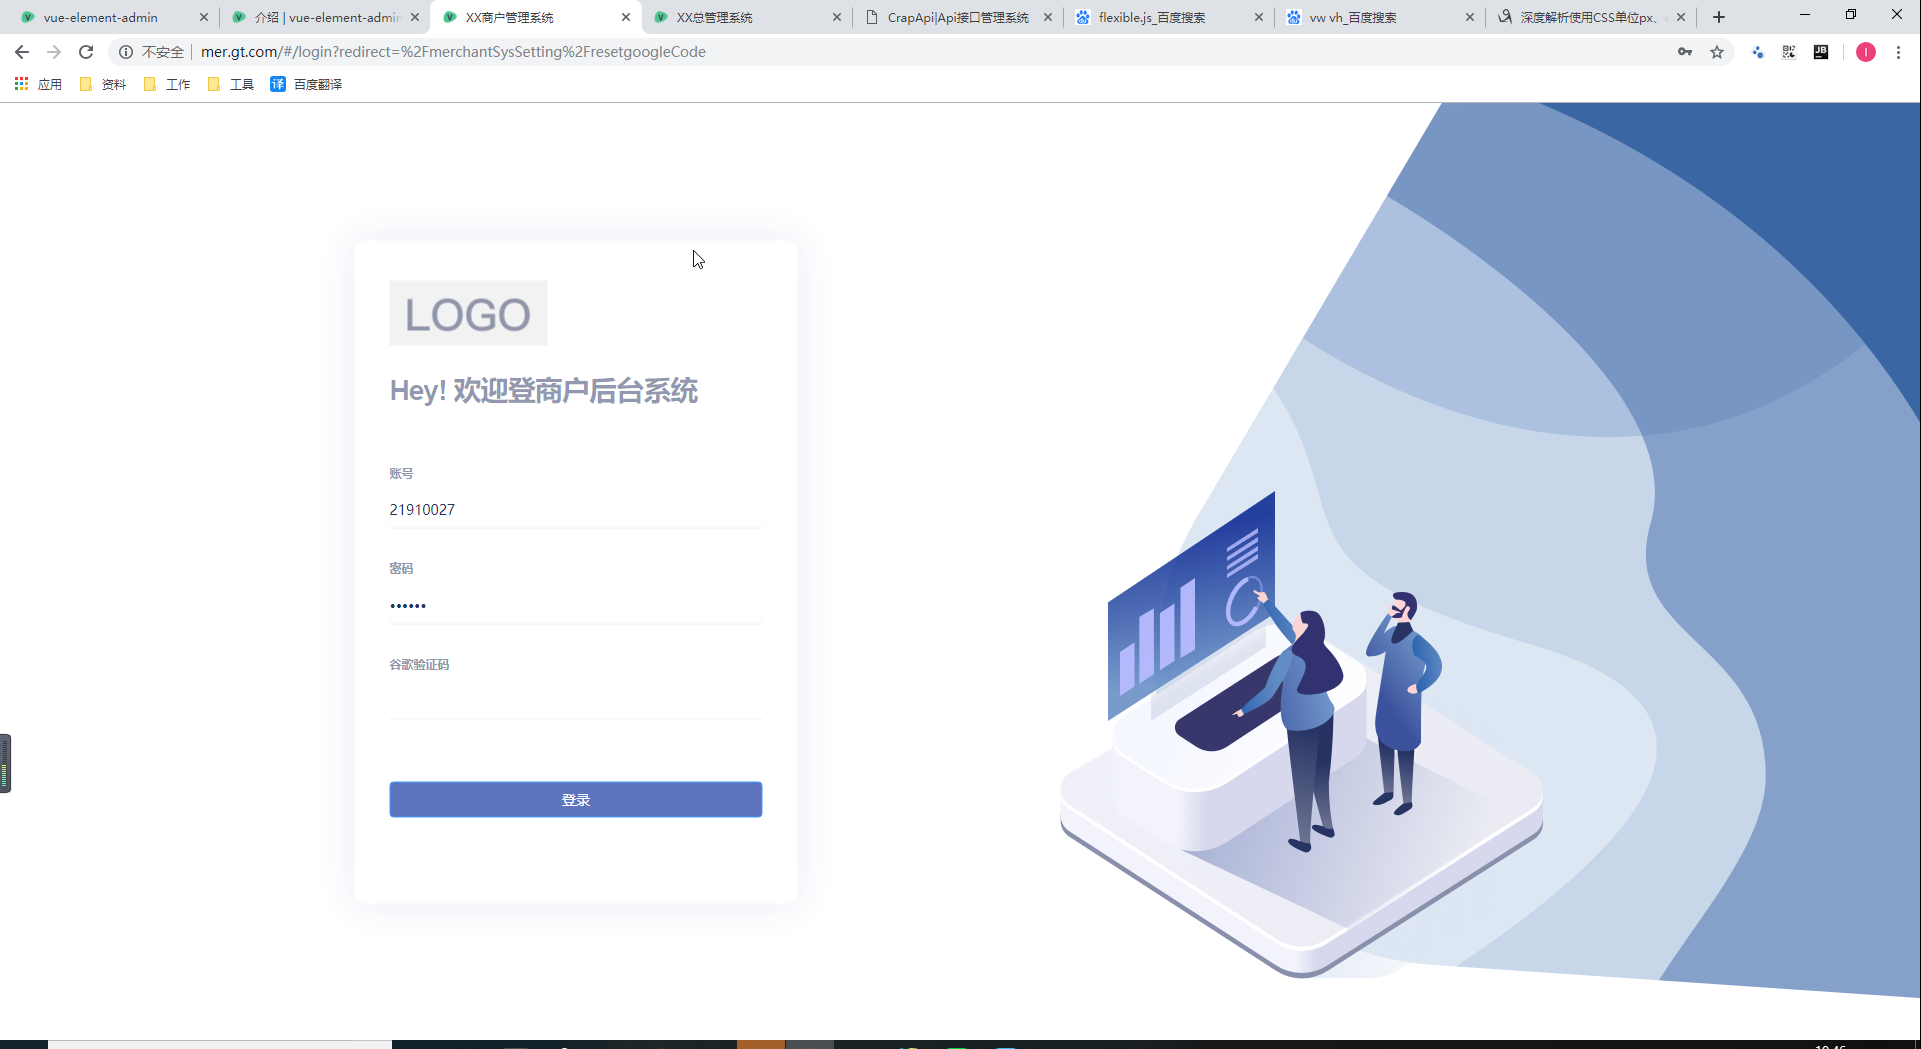 vue-element-admin
介绍 | vue-element-admin
XX商户管理系统
XX总管理系统
CrapApi|Api接口管理系统
flexible.js_百度搜索
vw vh_百度搜索
深度解析使用CSS单位px、
不安全
mer.gt.com/#/login?redirect=%2FmerchantSysSetting%2FresetgoogleCode
JB
I
应用
资料
工作
工具
译
百度翻译
LOGO
Hey! 欢迎登商户后台系统
账号
21910027
密码
••••••
谷歌验证码
登录